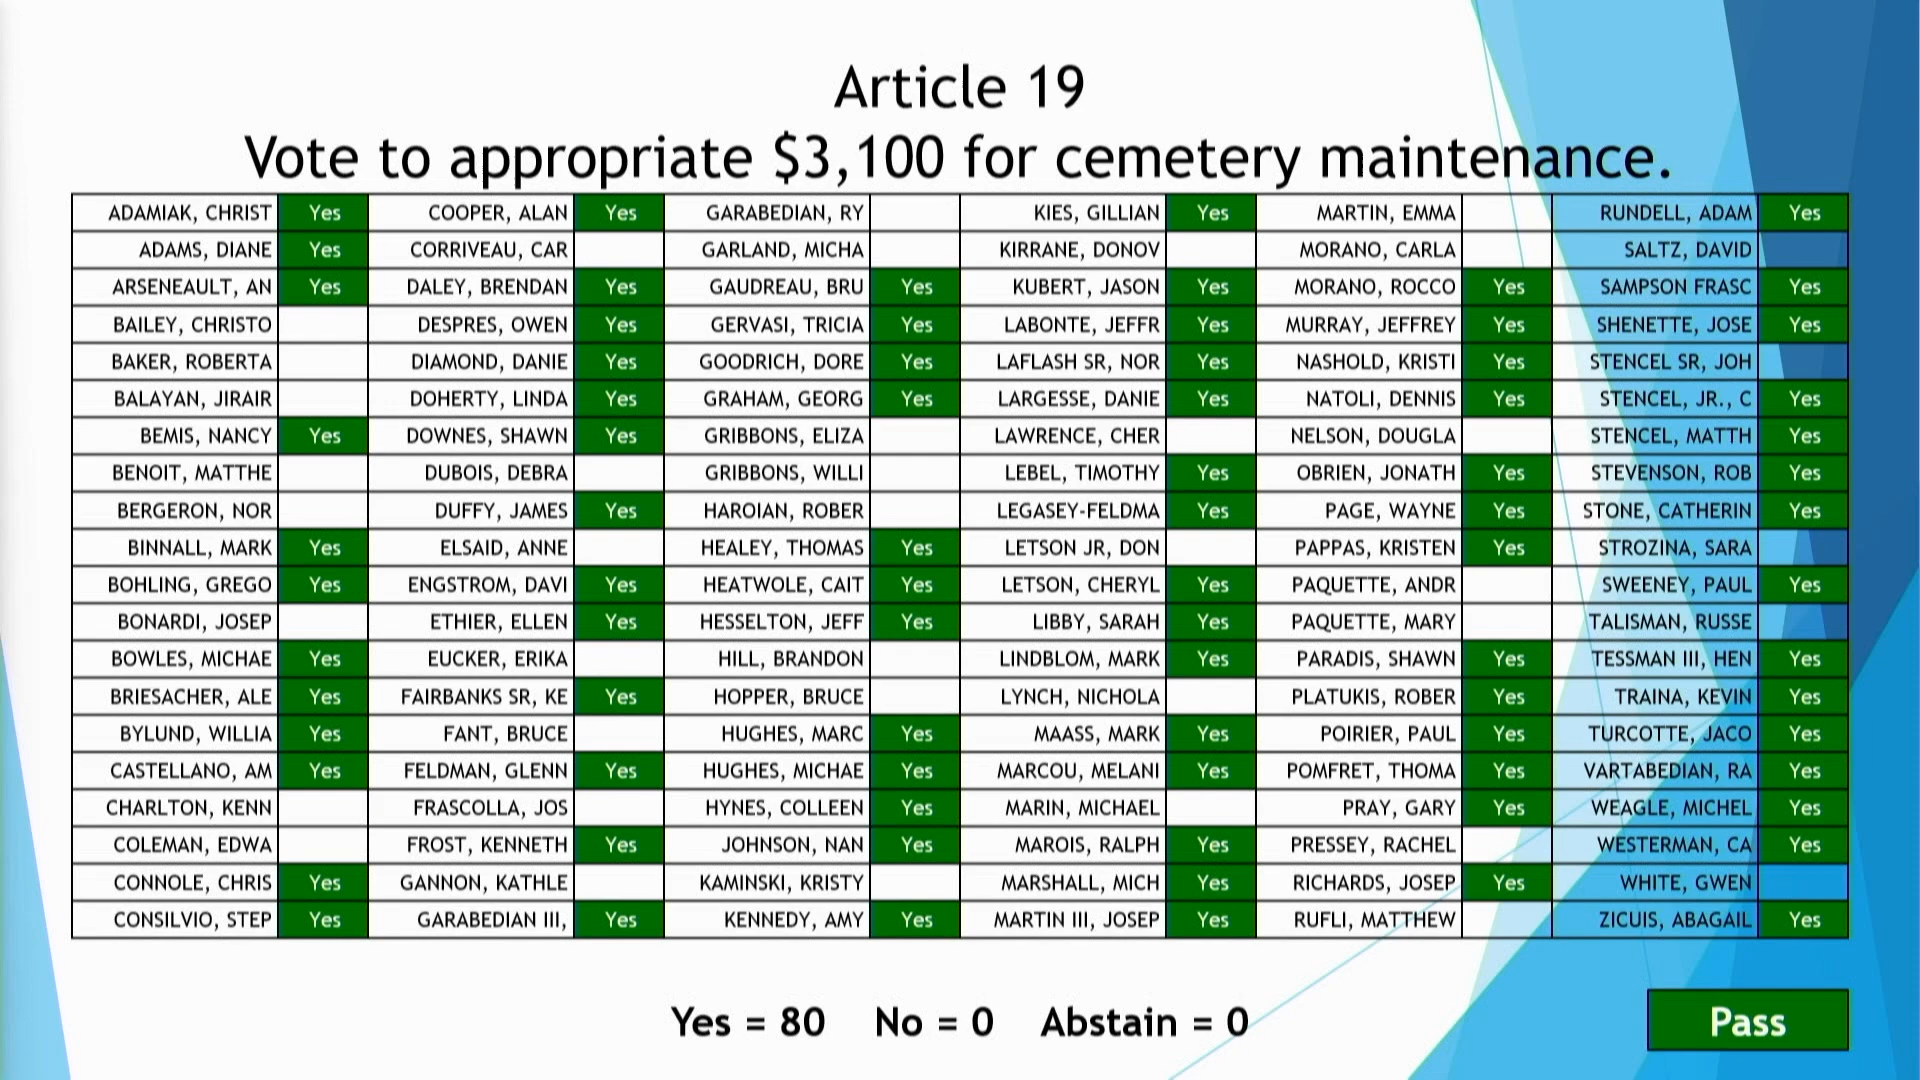 Article 19
Vote to appropriate $3,100 for cemetery maintenance.
ADAMIAK, CHRIST Yes COOPER, ALAN Yes GARABEDIAN, RY KIES, GILLIAN Yes MARTIN, EMMA RUNDELL, ADAM Yes
ADAMS, DIANE Yes CORRIVEAU, CAR GARLAND, MICHA KIRRANE, DONOV MORANO, CARLA SALTZ, DAVID
ARSENEAULT, AN Yes DALEY, BRENDAN Yes GAUDREAU, BRU Yes KUBERT, JASON Yes MORANO, ROCCO Yes SAMPSON FRASC Yes
BAILEY, CHRISTO DESPRES, OWEN Yes GERVASI, TRICIA Yes LABONTE, JEFFR Yes MURRAY, JEFFREY Yes SHENETTE, JOSE Yes
BAKER, ROBERTA DIAMOND, DANIE Yes GOODRICH, DORE Yes LAFLASH SR, NOR Yes NASHOLD, KRISTI Yes STENCEL SR, JOH
BALAYAN, JIRAIR DOHERTY, LINDA Yes GRAHAM, GEORG Yes LARGESSE, DANIE Yes NATOLI, DENNIS Yes STENCEL, JR., C Yes
BEMIS, NANCY Yes DOWNES, SHAWN Yes GRIBBONS, ELIZA LAWRENCE, CHER NELSON, DOUGLA STENCEL, MATTH Yes
BENOIT, MATTHE DUBOIS, DEBRA GRIBBONS, WILLI LEBEL, TIMOTHY Yes OBRIEN, JONATH Yes STEVENSON, ROB Yes
BERGERON, NOR DUFFY, JAMES Yes HAROIAN, ROBER LEGASEY-FELDMA Yes PAGE, WAYNE Yes STONE, CATHERIN Yes
BINNALL, MARK Yes ELSAID, ANNE HEALEY, THOMAS Yes LETSON JR, DON PAPPAS, KRISTEN Yes STROZINA, SARA
BOHLING, GREGO Yes ENGSTROM, DAVI Yes HEATWOLE, CAIT Yes LETSON, CHERYL Yes PAQUETTE, ANDR SWEENEY, PAUL Yes
BONARDI, JOSEP ETHIER, ELLEN Yes HESSELTON, JEFF Yes LIBBY, SARAH Yes PAQUETTE, MARY TALISMAN, RUSSE
BOWLES, MICHAE Yes EUCKER, ERIKA HILL, BRANDON LINDBLOM, MARK Yes PARADIS, SHAWN Yes TESSMAN III, HEN Yes
BRIESACHER, ALE Yes FAIRBANKS SR, KE Yes HOPPER, BRUCE LYNCH, NICHOLA PLATUKIS, ROBER Yes TRAINA, KEVIN Yes
BYLUND, WILLIA Yes FANT, BRUCE HUGHES, MARC Yes MAASS, MARK Yes POIRIER, PAUL Yes TURCOTTE, JACO Yes
CASTELLANO, AM Yes FELDMAN, GLENN Yes HUGHES, MICHAE Yes MARCOU, MELANI Yes POMFRET, THOMA Yes VARTABEDIAN, RA Yes
CHARLTON, KENN FRASCOLLA, JOS HYNES, COLLEEN Yes MARIN, MICHAEL PRAY, GARY Yes WEAGLE, MICHEL Yes
COLEMAN, EDWA FROST, KENNETH Yes JOHNSON, NAN Yes MAROIS, RALPH Yes PRESSEY, RACHEL WESTERMAN, CA Yes
CONNOLE, CHRIS Yes GANNON, KATHLE KAMINSKI, KRISTY MARSHALL, MICH Yes RICHARDS, JOSEP Yes WHITE, GWEN
CONSILVIO, STEP Yes GARABEDIAN III, Yes KENNEDY, AMY Yes MARTIN III, JOSEP Yes RUFLI, MATTHEW ZICUIS, ABAGAIL Yes
Yes = 80 No = 0 Abstain = 0
Pass